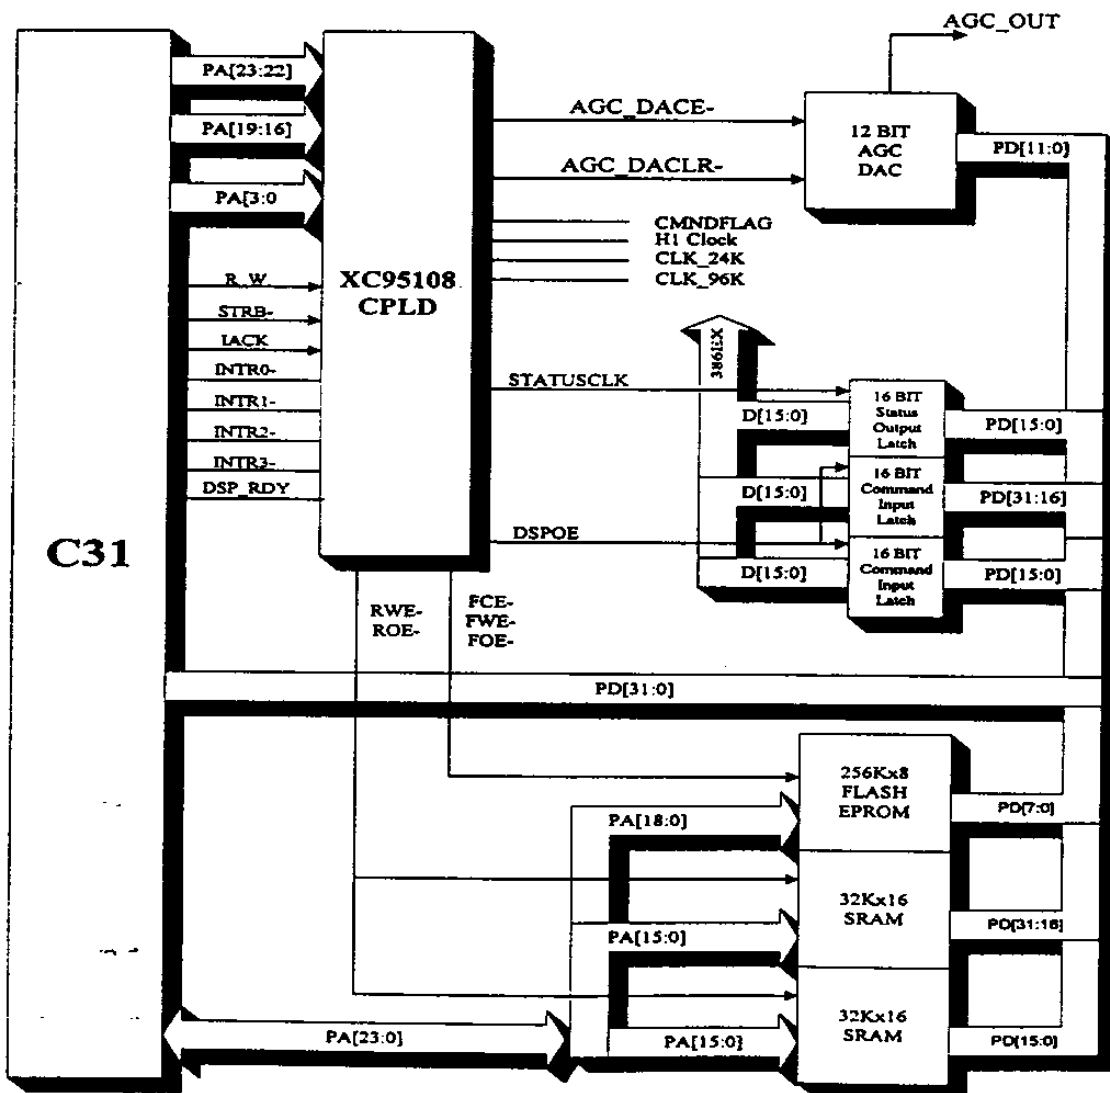 AGC_OUT
PA[23:22]
PA[19:16]
PA[3:0
AGC_DACE-
AGC_DACLR-
12 BIT
AGC
DAC
PD[11:0]
CMNDFLAG
H1 Clock
CLK_24K
CLK_96K
XC95108
CPLD
R_W
STRB-
IACK
INTR0-
INTR1-
INTR2-
INTR3-
DSP_RDY
C31
386EX
STATUSCLK
D[15:0]
16 BIT
Status
Output
Latch
PD[15:0]
D[15:0]
16 BIT
Command
Input
Latch
PD[31:16]
DSPOE
D[15:0]
16 BIT
Command
Input
Latch
PD[15:0]
RWE-
ROE-
FCE-
FWE-
FOE-
PD[31:0]
256Kx8
FLASH
EPROM
PD[7:0]
PA[18:0]
32Kx16
SRAM
PD[31:16]
PA[15:0]
32Kx16
SRAM
PD[15:0]
PA[15:0]
PA[23:0]